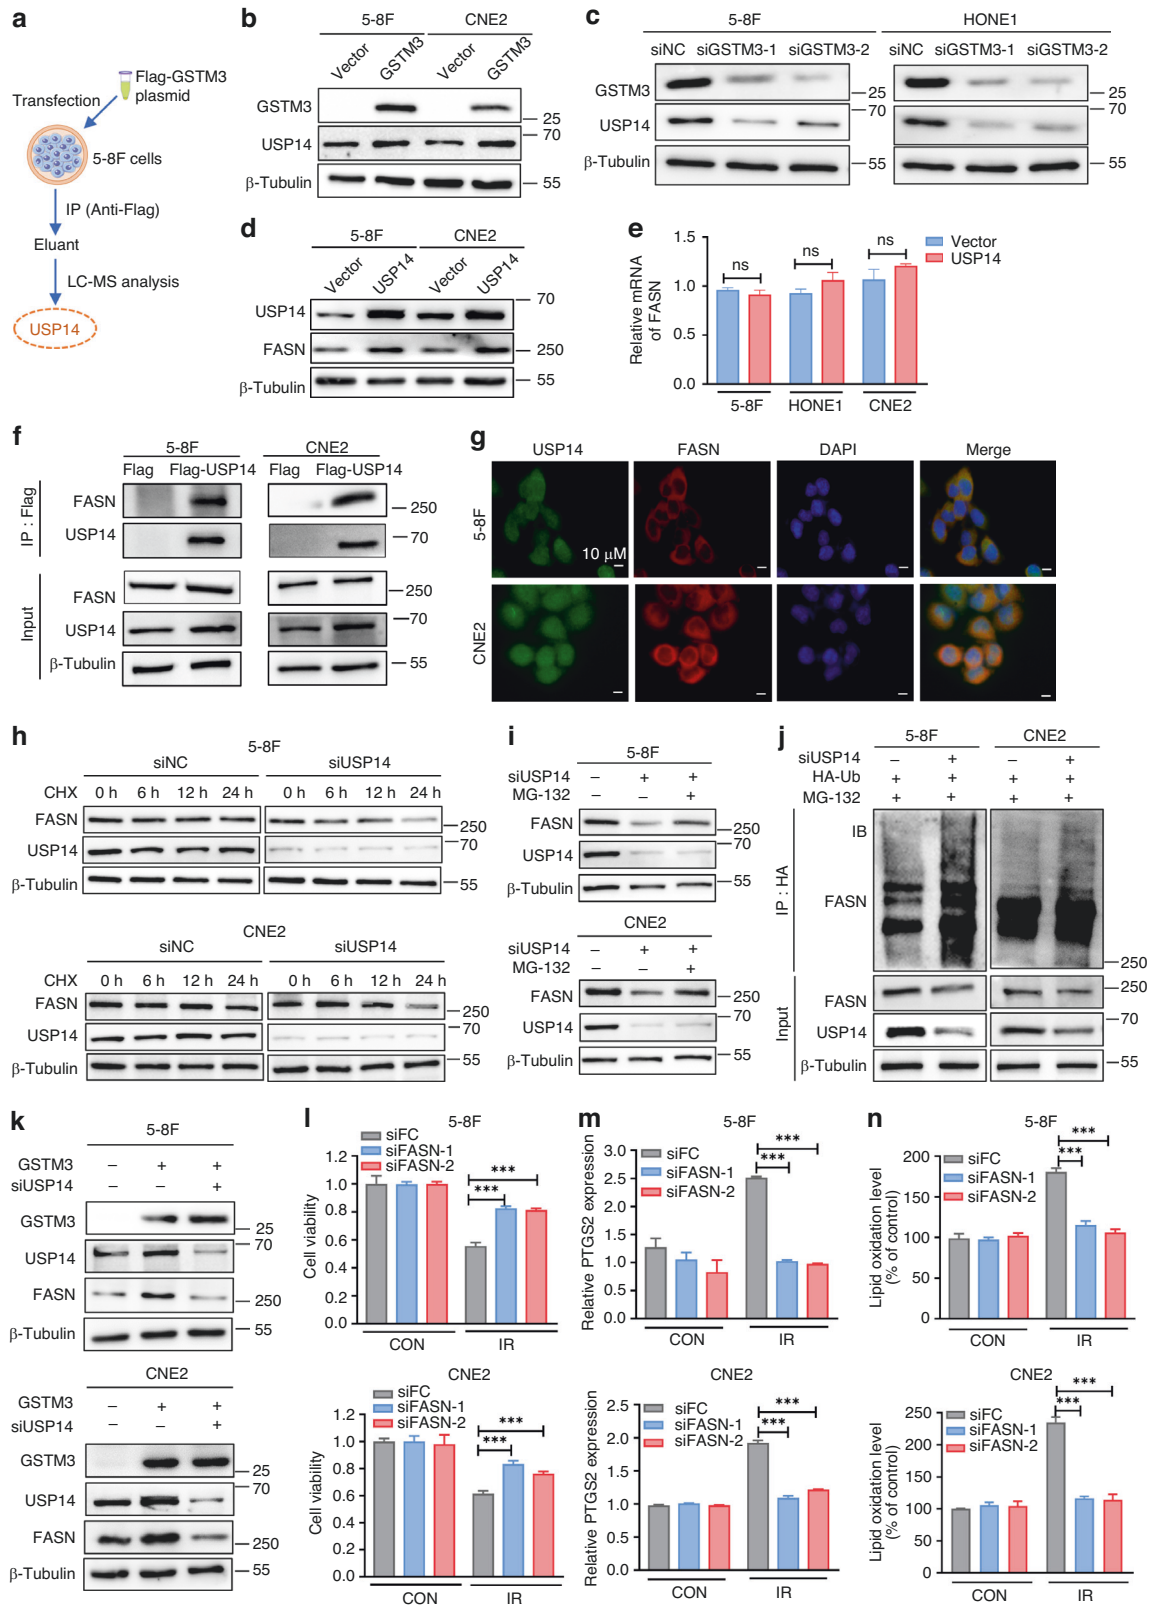 a
Flag-GSTM3
plasmid
Transfection
5-8F cells
IP (Anti-Flag)
Eluant
LC-MS analysis
USP14
b
5-8F CNE2
Vector GSTM3 Vector GSTM3
GSTM3
25
70
USP14
β-Tubulin
55
c
5-8F HONE1
siNC siGSTM3-1 siGSTM3-2 siNC siGSTM3-1 siGSTM3-2
GSTM3
25 25
70 70
USP14
β-Tubulin 55 55
d
5-8F CNE2
Vector USP14 Vector USP14
70
USP14
FASN 250
β-Tubulin 55
e
Relative mRNA
of FASN
1.5
1.0
0.5
0.0
ns ns ns
Vector
USP14
5-8F HONE1 CNE2
f
5-8F CNE2
Flag Flag-USP14 Flag Flag-USP14
IP : Flag
FASN
250
USP14 70
Input
FASN 250
70
USP14
β-Tubulin 55
g
USP14 FASN DAPI Merge
5-8F
10 μM
CNE2
h
5-8F
siNC siUSP14
CHX 0 h 6 h 12 h 24 h 0 h 6 h 12 h 24 h
FASN 250
70
USP14
β-Tubulin 55
CNE2
siNC siUSP14
CHX 0 h 6 h 12 h 24 h 0 h 6 h 12 h 24 h
FASN 250
70
USP14
55
β-Tubulin
i
5-8F
siUSP14 – + +
MG-132 – – +
FASN 250
70
USP14
55
β-Tubulin
CNE2
siUSP14 – + +
MG-132 – – +
FASN 250
70
USP14
55
β-Tubulin
j
5-8F CNE2
siUSP14 – + – +
HA-Ub + + + +
MG-132 + + + +
IP : HA
IB
FASN
250
Input
FASN 250
70
USP14
β-Tubulin 55
k
5-8F
GSTM3 – + +
siUSP14 – – +
GSTM3 25
70
USP14
FASN 250
55
β-Tubulin
CNE2
GSTM3 – + +
siUSP14 – – +
GSTM3 25
70
USP14
FASN 250
55
β-Tubulin
l
5-8F
siFC
siFASN-1
siFASN-2
Cell viability
1.2
1.0
0.8
0.6
0.4
0.2
0.0
***
***
CON IR
CNE2
siFC
siFASN-1
siFASN-2
Cell viability
1.2
1.0
0.8
0.6
0.4
0.2
0.0
***
***
CON IR
m
5-8F
siFC
siFASN-1
siFASN-2
Relative PTGS2 expression
3.0
2.5
2.0
1.5
1.0
0.5
0.0
***
***
CON IR
CNE2
siFC
siFASN-1
siFASN-2
Relative PTGS2 expression
2.5
2.0
1.5
1.0
0.5
0.0
***
***
CON IR
n
5-8F
siFC
siFASN-1
siFASN-2
Lipid oxidation level
(% of control)
200
150
100
50
0
***
***
CON IR
CNE2
siFC
siFASN-1
siFASN-2
Lipid oxidation level
(% of control)
250
200
150
100
50
0
***
***
CON IR